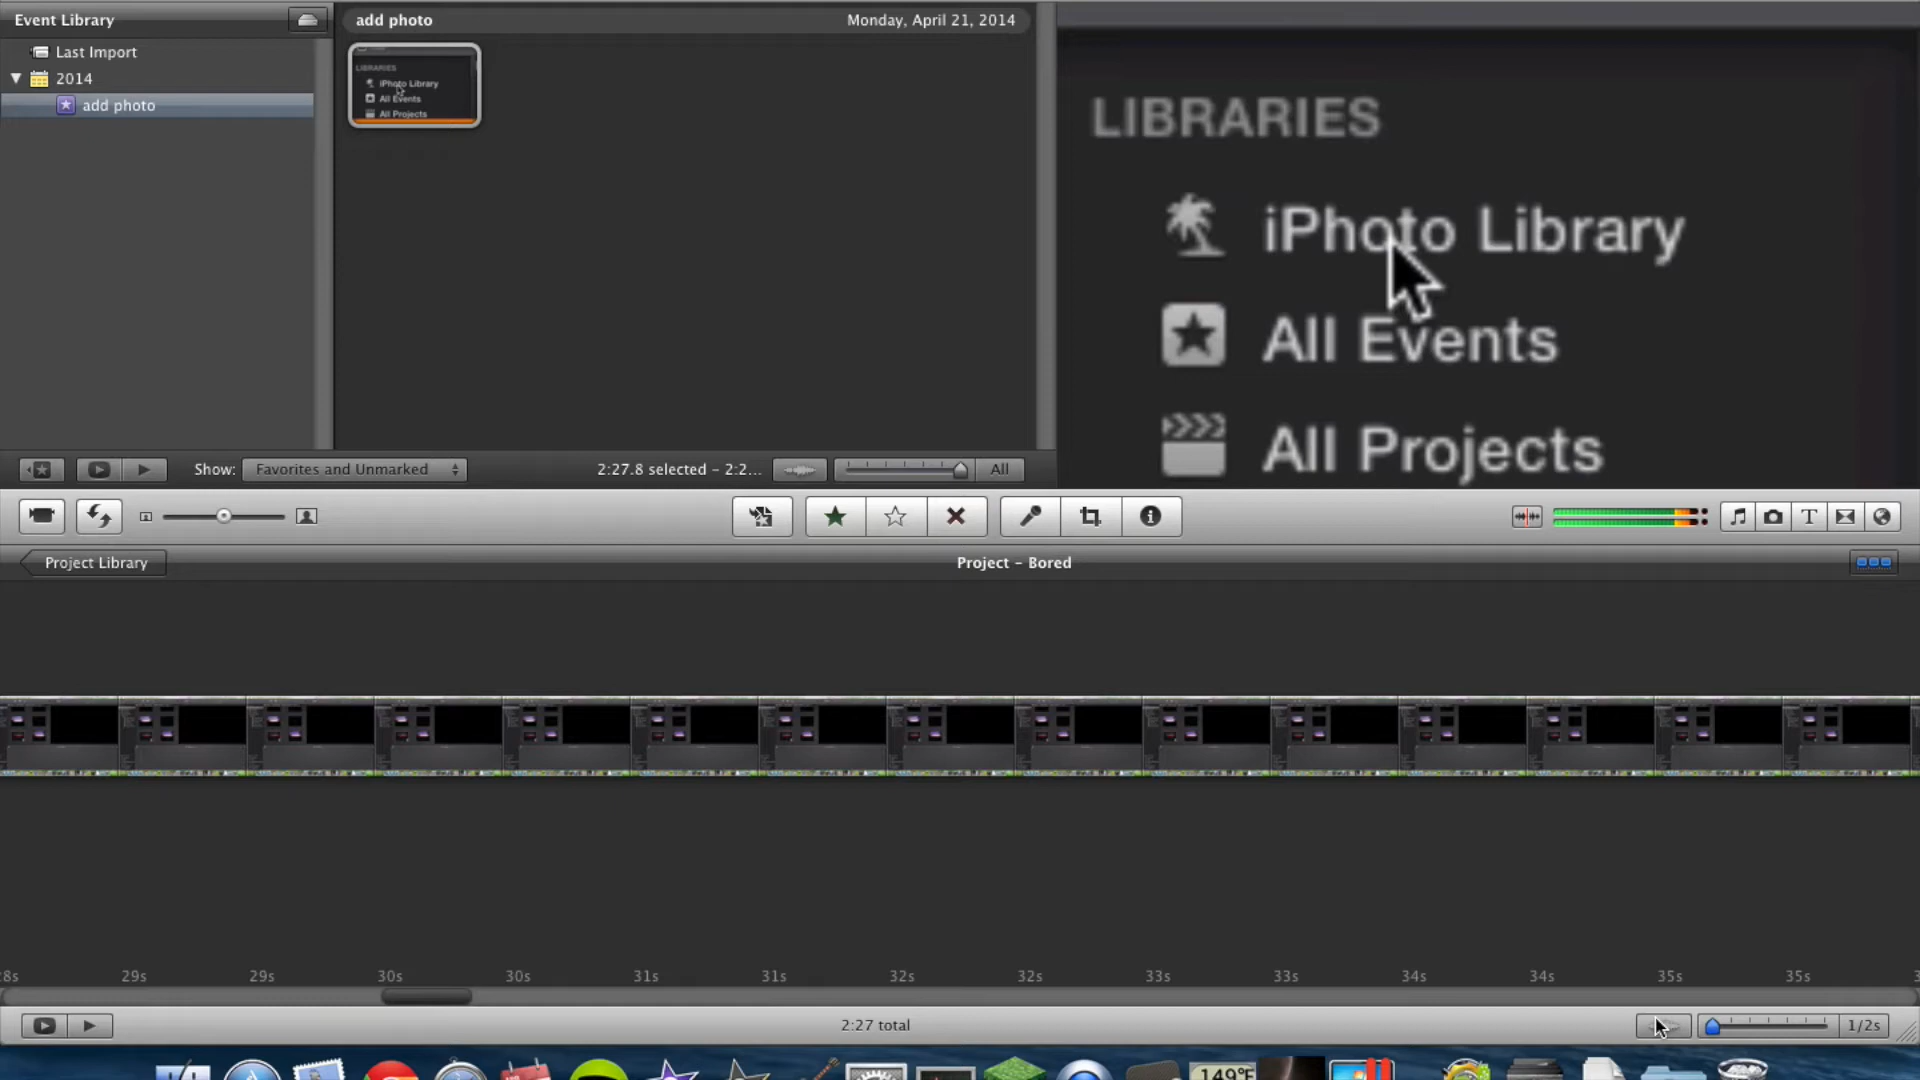 Event Library
add photo
Monday, April 21, 2014
Last Import
2014
add photo
LIBRARIES
iPhoto Library
All Events
All Projects
LIBRARIES
iPhoto Library
All Events
All Projects
Show:
Favorites and Unmarked
2:27.8 selected - 2:2...
All
T
Project Library
Project - Bored
8s
29s
29s
30s
30s
31s
31s
32s
32s
33s
33s
34s
34s
35s
35s
2:27 total
1/2s
149°F